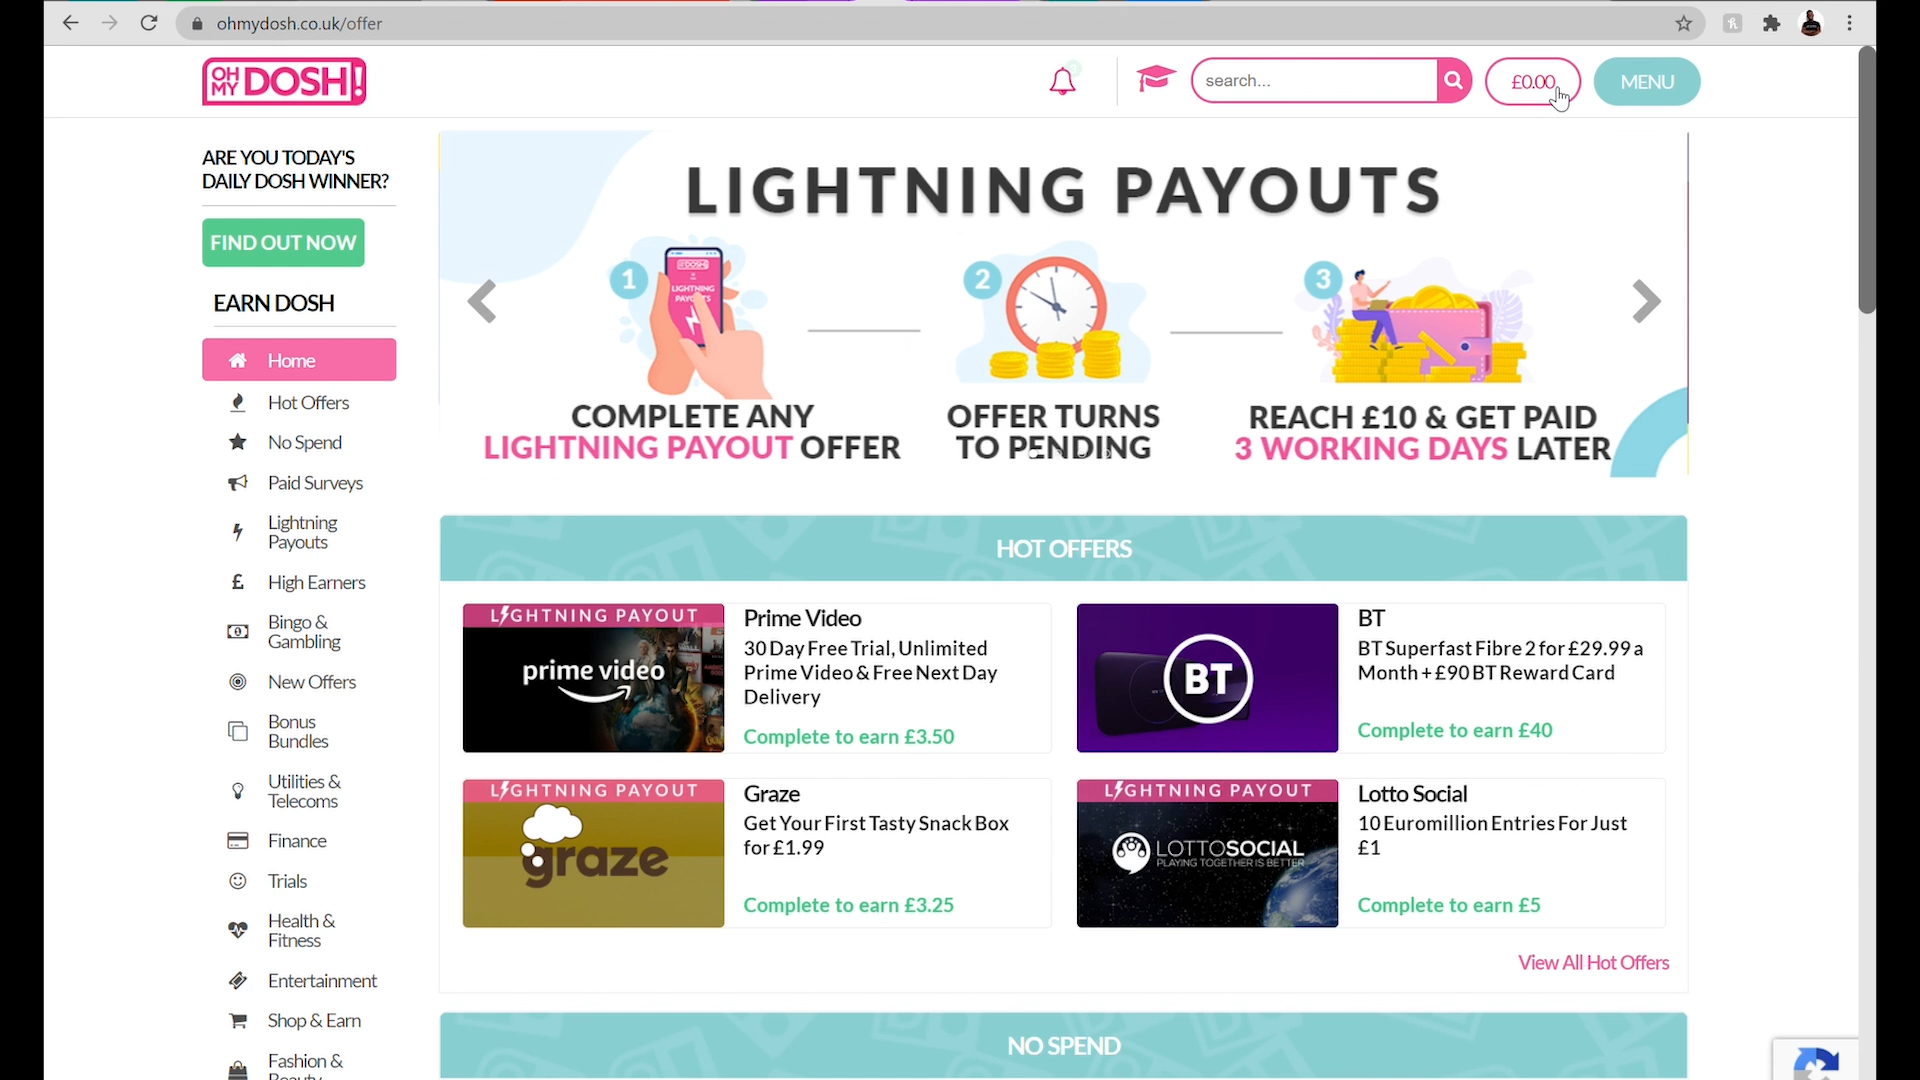 ohmydosh.co.uk/offer
OH MY DOSH!
search...
£0.00
MENU
ARE YOU TODAY'S
DAILY DOSH WINNER?
FIND OUT NOW
EARN DOSH
Home
Hot Offers
No Spend
Paid Surveys
Lightning
Payouts
High Earners
Bingo &
Gambling
New Offers
Bonus
Bundles
Utilities &
Telecoms
Finance
Trials
Health &
Fitness
Entertainment
Shop & Earn
Fashion &
LIGHTNING PAYOUTS
1
2
3
COMPLETE ANY
LIGHTNING PAYOUT OFFER
OFFER TURNS
TO PENDING
REACH £10 & GET PAID
3 WORKING DAYS LATER
HOT OFFERS
LIGHTNING PAYOUT
prime video
Prime Video
30 Day Free Trial, Unlimited
Prime Video & Free Next Day
Delivery
Complete to earn £3.50
BT
BT
BT Superfast Fibre 2 for £29.99 a
Month + £90 BT Reward Card
Complete to earn £40
LIGHTNING PAYOUT
graze
Graze
Get Your First Tasty Snack Box
for £1.99
Complete to earn £3.25
LIGHTNING PAYOUT
LOTTOSOCIAL
PLAYING TOGETHER IS BETTER
Lotto Social
10 Euromillion Entries For Just
£1
Complete to earn £5
View All Hot Offers
NO SPEND